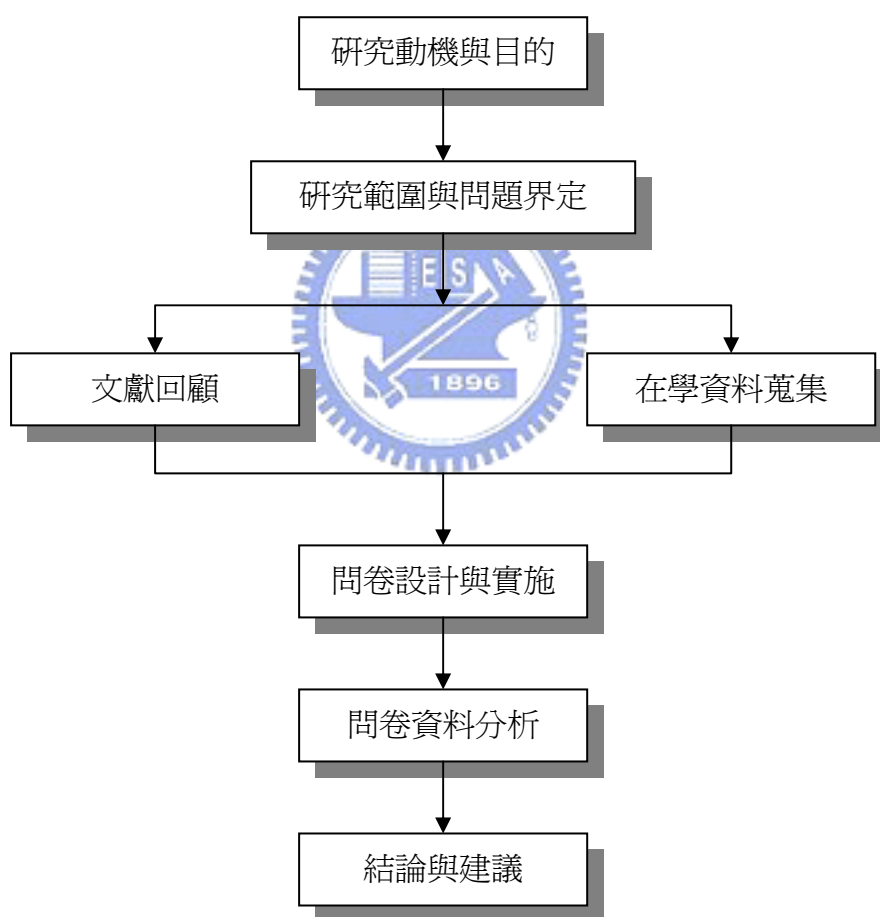 研究動機與目的
研究範圍與問題界定
ESA
1896
文獻回顧
在學資料蒐集
問卷設計與實施
問卷資料分析
結論與建議